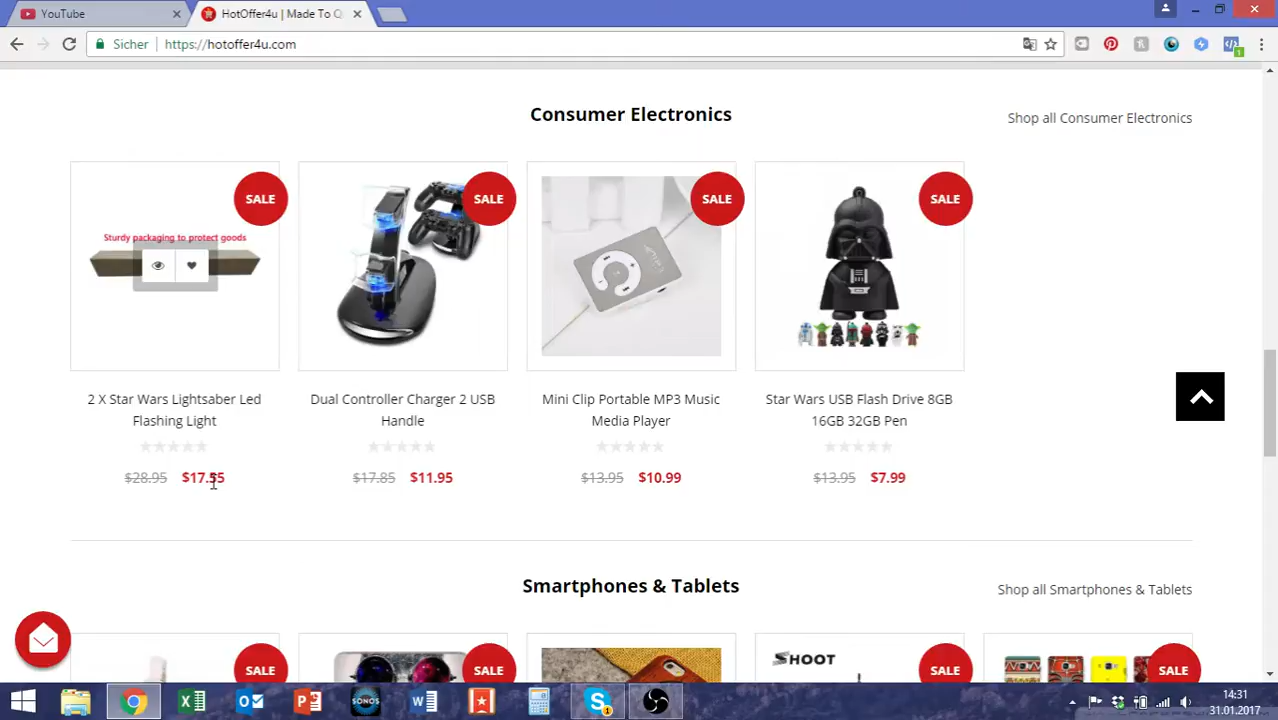 YouTube
HotOffer4u | Made To Q
Sicher
https://hotoffer4u.com
1
Consumer Electronics
Shop all Consumer Electronics
SALE
SALE
SALE
SALE
Sturdy packaging to protect goods
2 X Star Wars Lightsaber Led
Flashing Light
Dual Controller Charger 2 USB
Handle
Mini Clip Portable MP3 Music
Media Player
Star Wars USB Flash Drive 8GB
16GB 32GB Pen
$28.95 $17.55
$17.85 $11.95
$13.95 $10.99
$13.95 $7.99
Smartphones & Tablets
Shop all Smartphones & Tablets
SALE
SALE
SALE
SALE
SHOOT
SONOS
14:31
31.01.2017